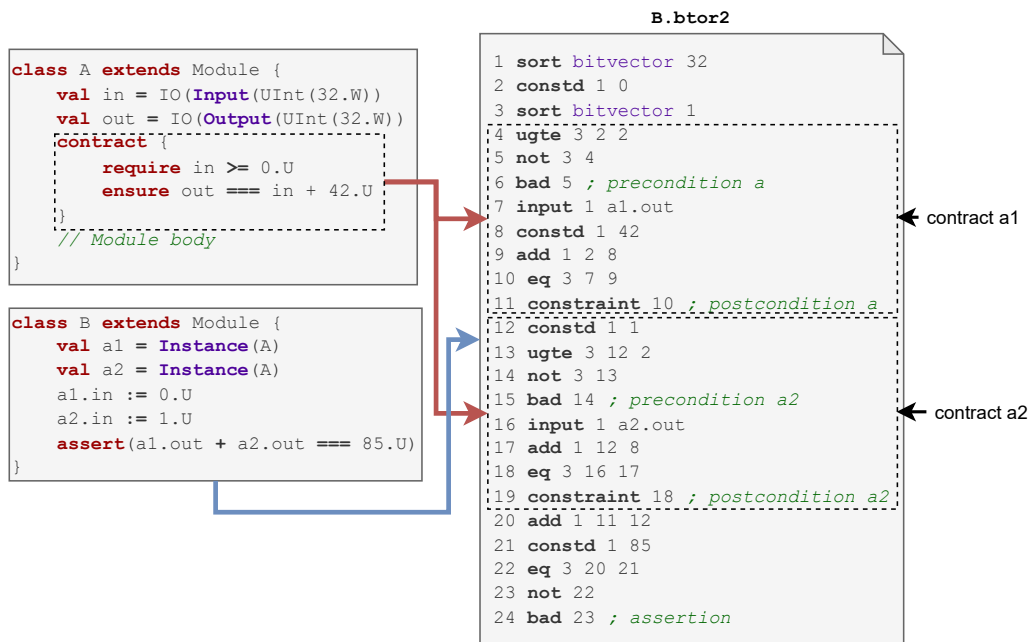 class A extends Module {
    val in = IO(Input(UInt(32.W))
    val out = IO(Output(UInt(32.W))
    contract {
        require in >= 0.U
        ensure out === in + 42.U
    }
    // Module body
}
class B extends Module {
    val a1 = Instance(A)
    val a2 = Instance(A)
    a1.in := 0.U
    a2.in := 1.U
    assert(a1.out + a2.out === 85.U)
}
B.btor2
1 sort bitvector 32
2 constd 1 0
3 sort bitvector 1
4 ugte 3 2 2
5 not 3 4
6 bad 5 ; precondition a
7 input 1 a1.out
8 constd 1 42
9 add 1 2 8
10 eq 3 7 9
11 constraint 10 ; postcondition a
12 constd 1 1
13 ugte 3 12 2
14 not 3 13
15 bad 14 ; precondition a2
16 input 1 a2.out
17 add 1 12 8
18 eq 3 16 17
19 constraint 18 ; postcondition a2
20 add 1 11 12
21 constd 1 85
22 eq 3 20 21
23 not 22
24 bad 23 ; assertion
contract a1
contract a2